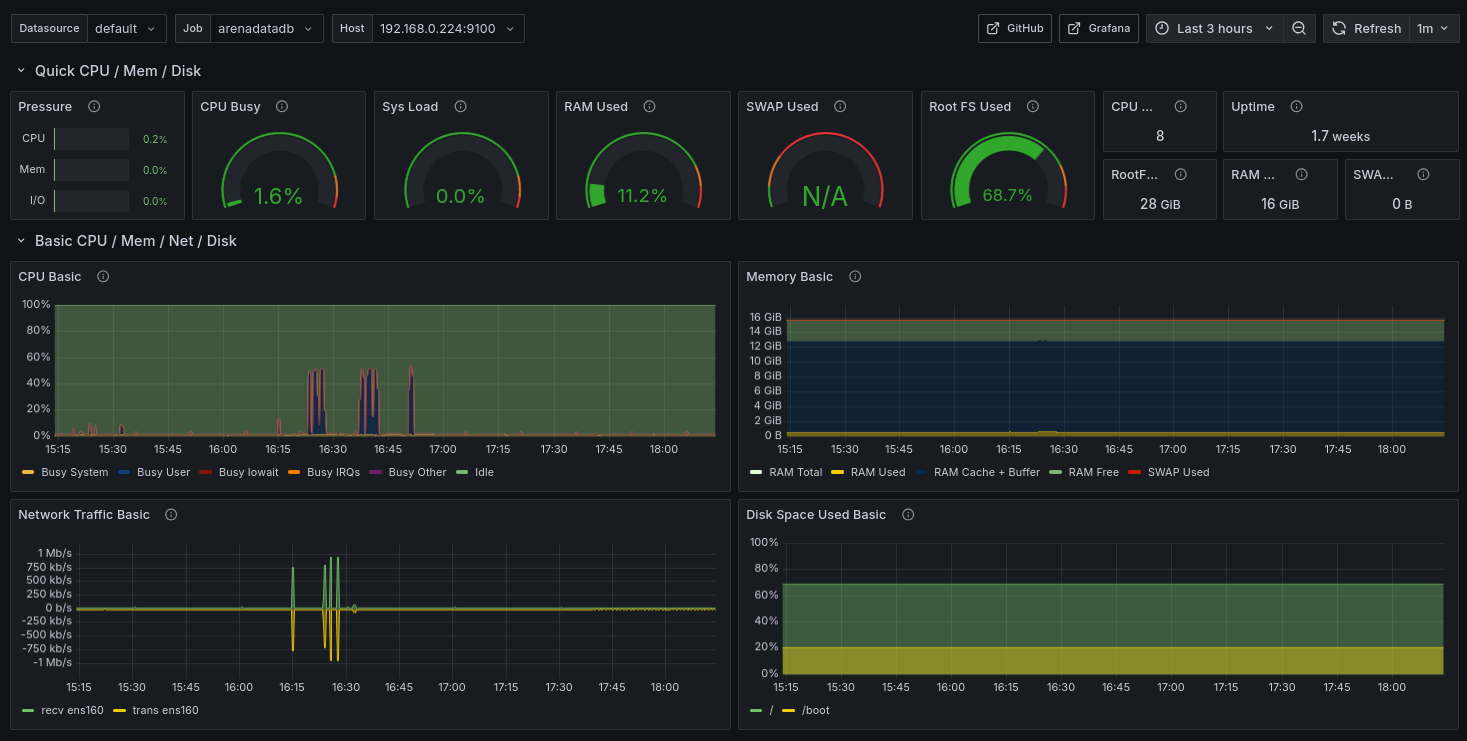 Datasource default Job arenadatadb Host 192.168.0.224:9100 GitHub Grafana Last 3 hours Refresh 1m
Quick CPU / Mem / Disk
Pressure
CPU 0.2%
Mem 0.0%
I/O 0.0%
CPU Busy
1.6%
Sys Load
0.0%
RAM Used
11.2%
SWAP Used
N/A
Root FS Used
68.7%
CPU ...
8
Uptime
1.7 weeks
RootF...
28 GiB
RAM ...
16 GiB
SWA...
0 B
Basic CPU / Mem / Net / Disk
CPU Basic
100%
80%
60%
40%
20%
0%
15:15 15:30 15:45 16:00 16:15 16:30 16:45 17:00 17:15 17:30 17:45 18:00
Busy System Busy User Busy Iowait Busy IRQs Busy Other Idle
Memory Basic
16 GiB
14 GiB
12 GiB
10 GiB
8 GiB
6 GiB
4 GiB
2 GiB
0 B
15:15 15:30 15:45 16:00 16:15 16:30 16:45 17:00 17:15 17:30 17:45 18:00
RAM Total RAM Used RAM Cache + Buffer RAM Free SWAP Used
Network Traffic Basic
1 Mb/s
750 kb/s
500 kb/s
250 kb/s
0 b/s
-250 kb/s
-500 kb/s
-750 kb/s
-1 Mb/s
15:15 15:30 15:45 16:00 16:15 16:30 16:45 17:00 17:15 17:30 17:45 18:00
recv ens160 trans ens160
Disk Space Used Basic
100%
80%
60%
40%
20%
0%
15:15 15:30 15:45 16:00 16:15 16:30 16:45 17:00 17:15 17:30 17:45 18:00
/ /boot